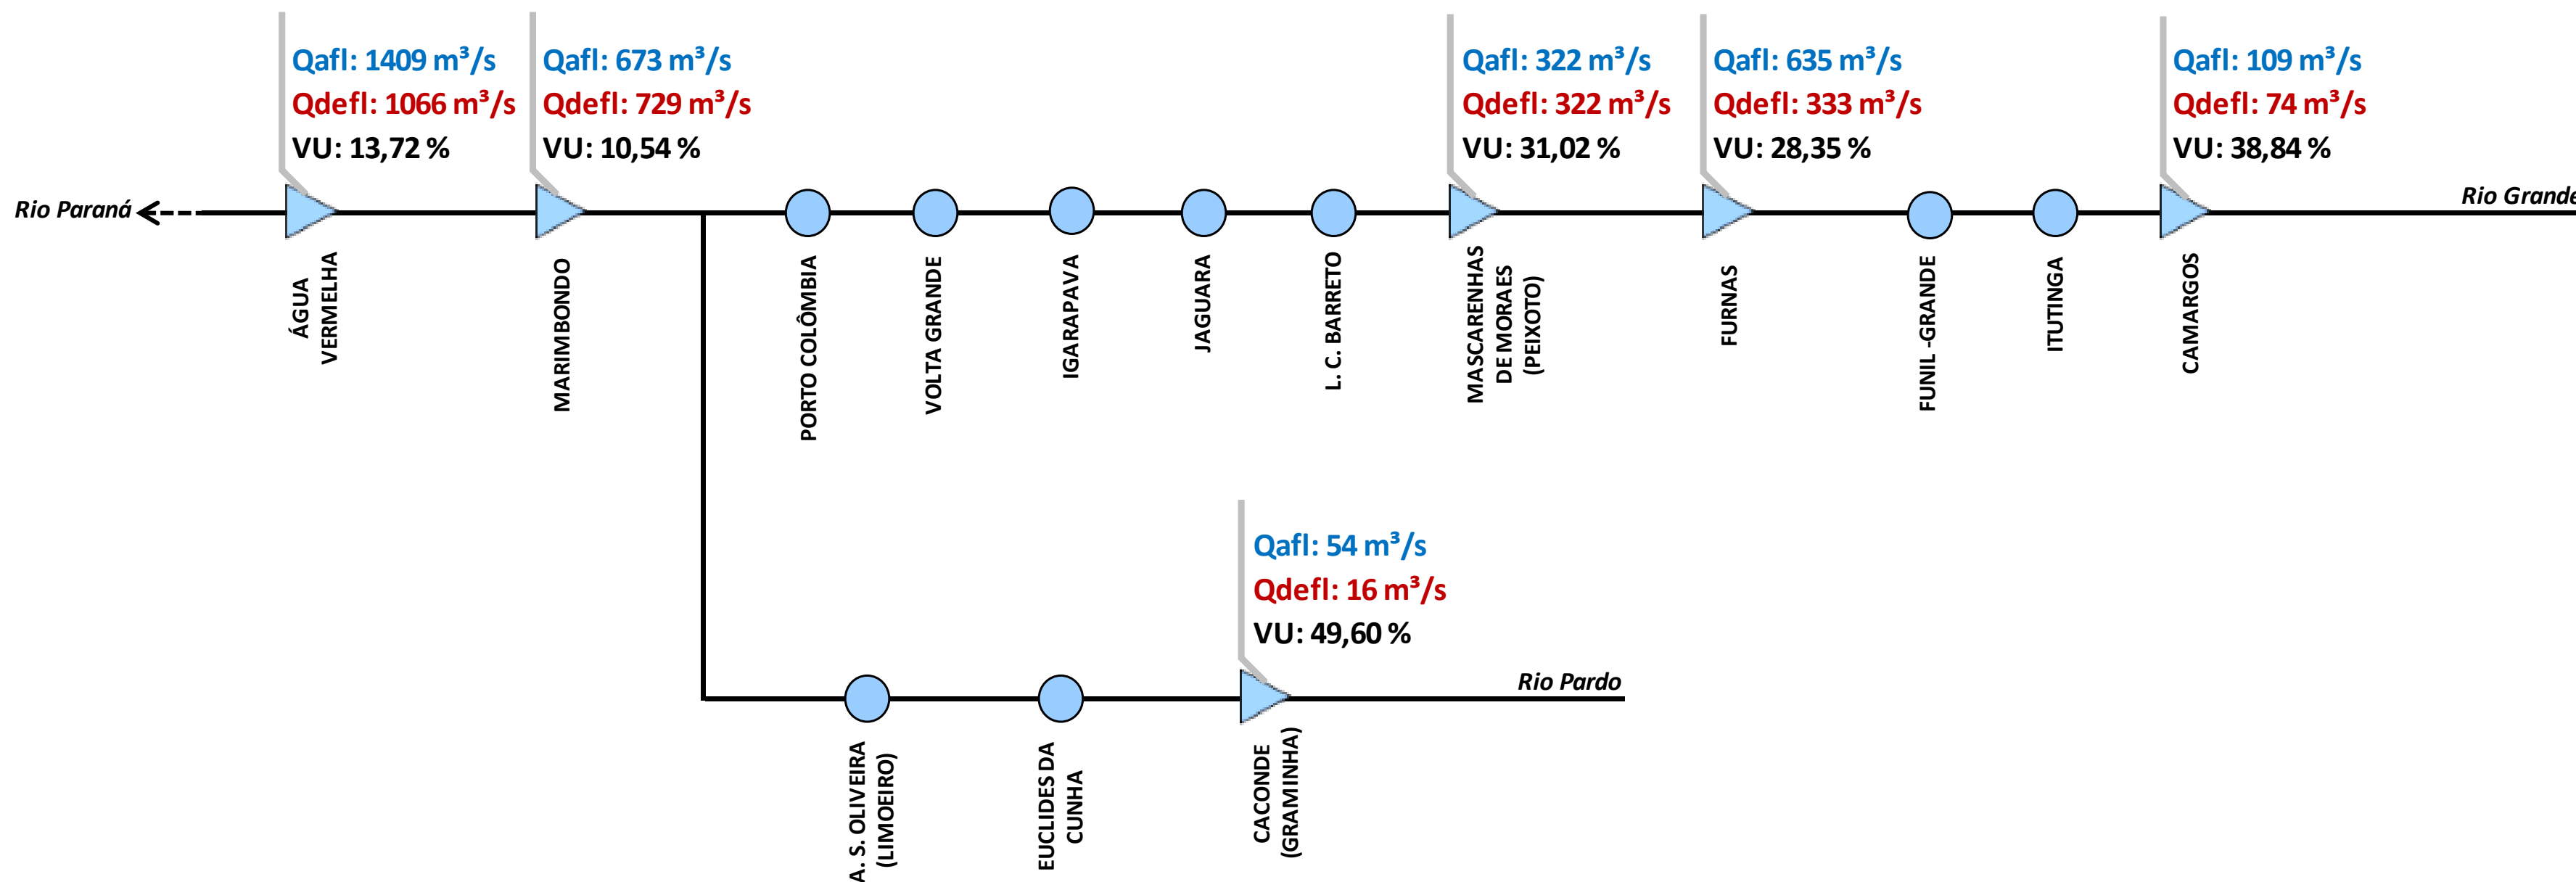 Qafl: 1409 m³/s
Qdefl: 1066 m³/s
VU: 13,72 %
Qafl: 673 m³/s
Qdefl: 729 m³/s
VU: 10,54 %
Qafl: 322 m³/s
Qdefl: 322 m³/s
VU: 31,02 %
Qafl: 635 m³/s
Qdefl: 333 m³/s
VU: 28,35 %
Qafl: 109 m³/s
Qdefl: 74 m³/s
VU: 38,84 %
Rio Paraná
Rio Grande
ÁGUA
VERMELHA
MARIMBONDO
PORTO COLÔMBIA
VOLTA GRANDE
IGARAPAVA
JAGUARA
L. C. BARRETO
MASCARENHAS
DE MORAES
(PEIXOTO)
FURNAS
FUNIL -GRANDE
ITUTINGA
CAMARGOS
Qafl: 54 m³/s
Qdefl: 16 m³/s
VU: 49,60 %
Rio Pardo
A. S. OLIVEIRA
(LIMOEIRO)
EUCLIDES DA
CUNHA
CACONDE
(GRAMINHA)